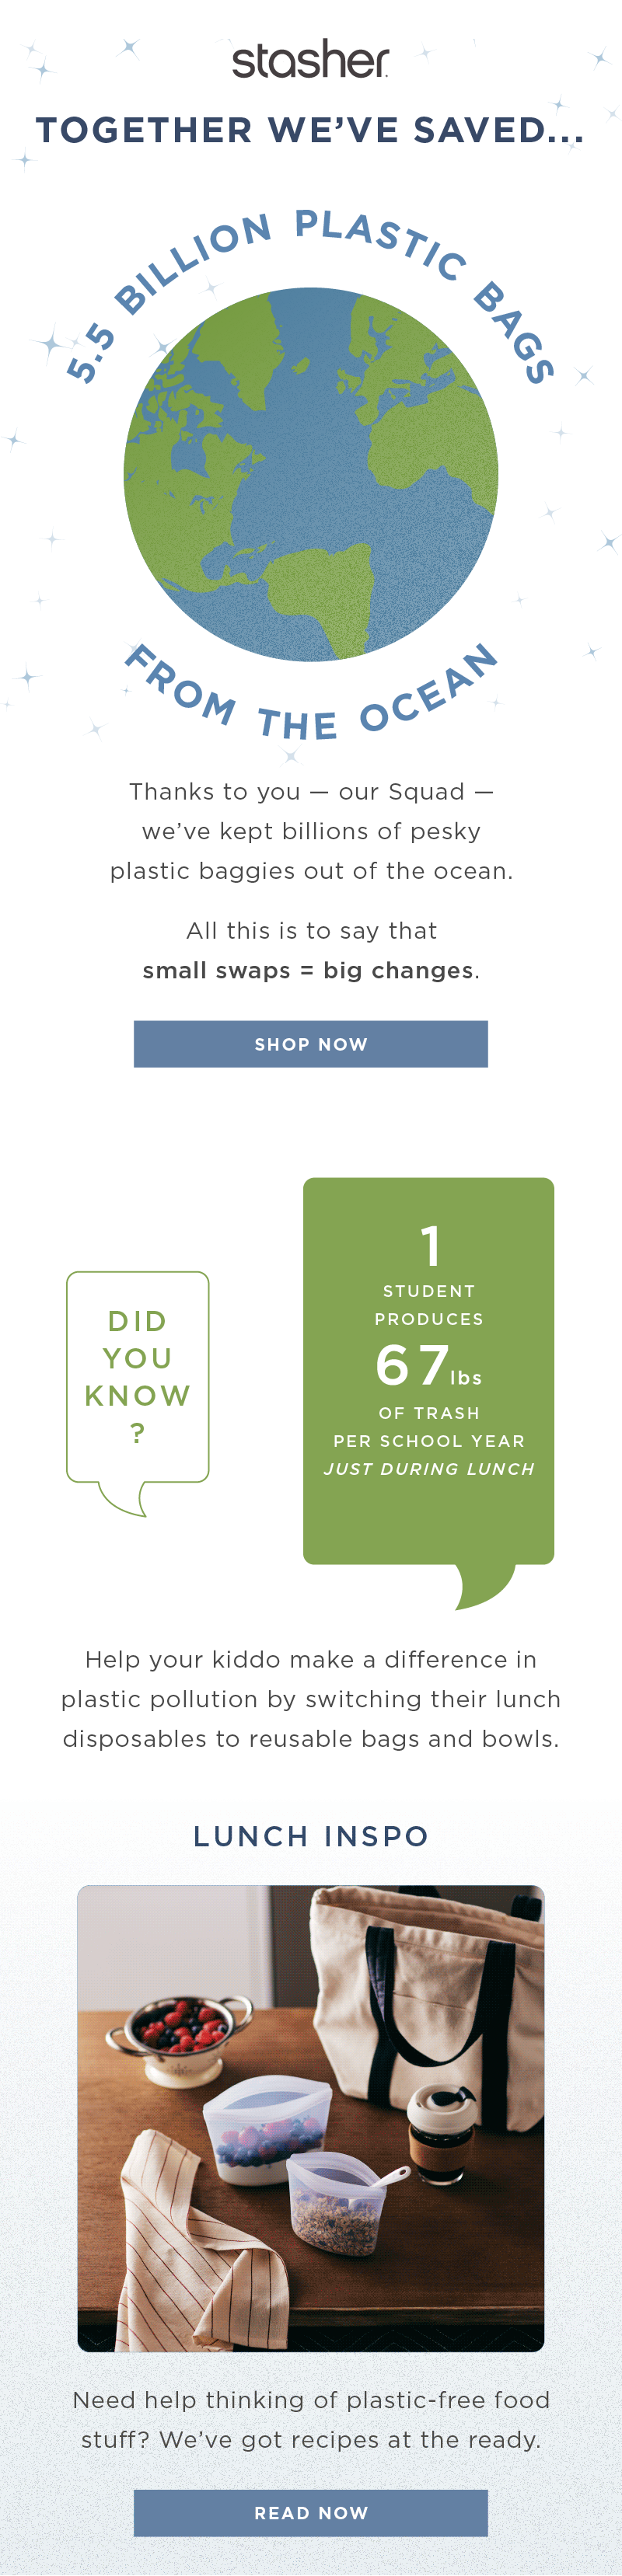 stasher.
TOGETHER WE'VE SAVED...
5.5 BILLION PLASTIC BAGS
FROM THE OCEAN
Thanks to you — our Squad —
we've kept billions of pesky
plastic baggies out of the ocean.
All this is to say that
small swaps = big changes.
SHOP NOW
DID
YOU
KNOW
?
1
STUDENT
PRODUCES
67lbs
OF TRASH
PER SCHOOL YEAR
JUST DURING LUNCH
Help your kiddo make a difference in
plastic pollution by switching their lunch
disposables to reusable bags and bowls.
LUNCH INSPO
Need help thinking of plastic-free food
stuff? We've got recipes at the ready.
READ NOW